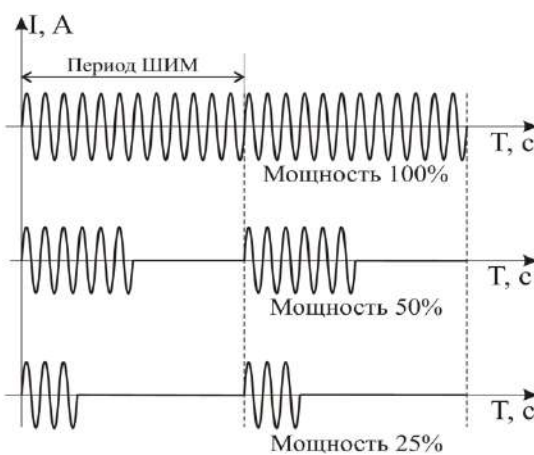 I, А
Период ШИМ
Т, с
Мощность 100%
Т, с
Мощность 50%
Т, с
Мощность 25%